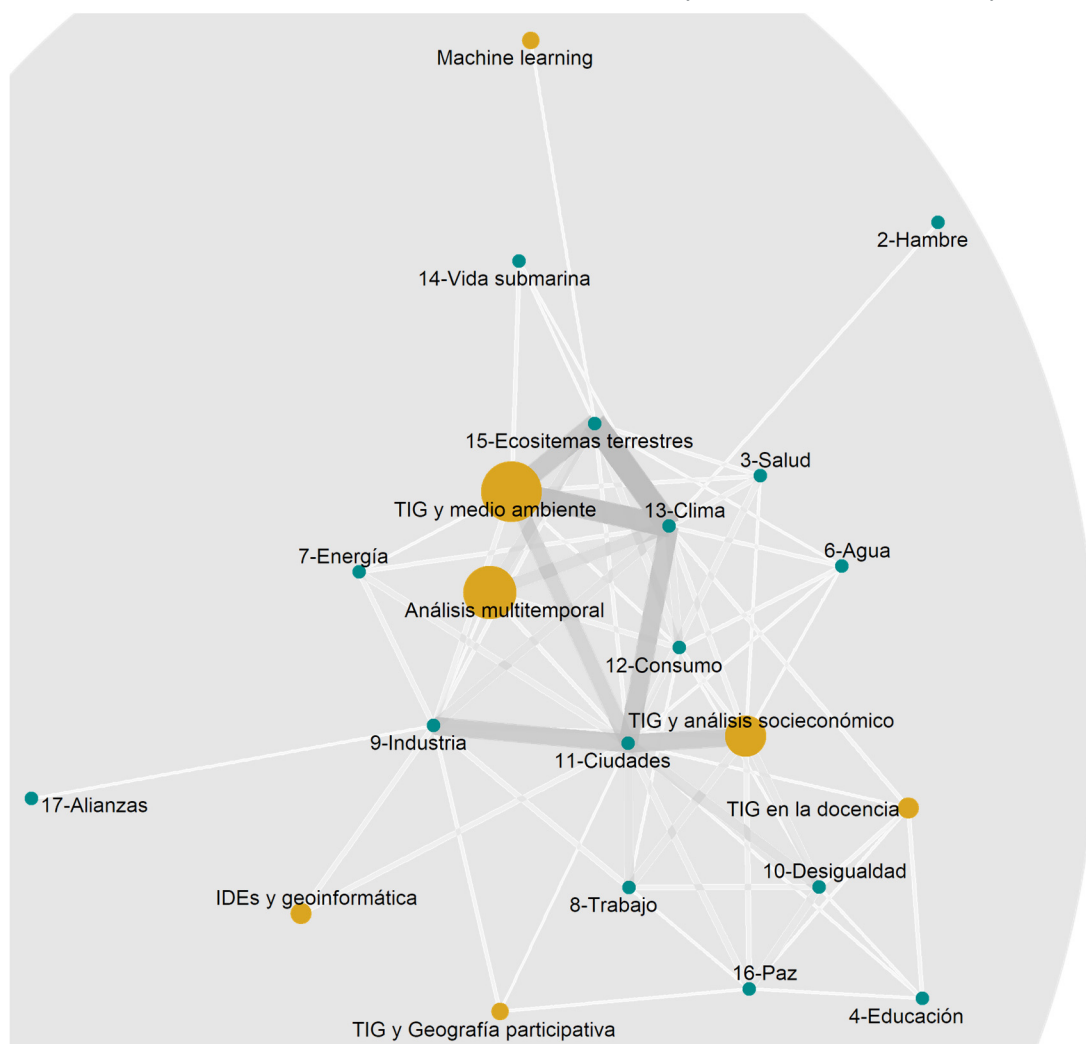 Machine learning
2-Hambre
14-Vida submarina
15-Ecositemas terrestres
3-Salud
TIG y medio ambiente
13-Clima
7-Energía
6-Agua
Análisis multitemporal
12-Consumo
TIG y análisis socieconómico
9-Industria
11-Ciudades
17-Alianzas
TIG en la docencia
10-Desigualdad
IDEs y geoinformática
8-Trabajo
16-Paz
4-Educación
TIG y Geografía participativa